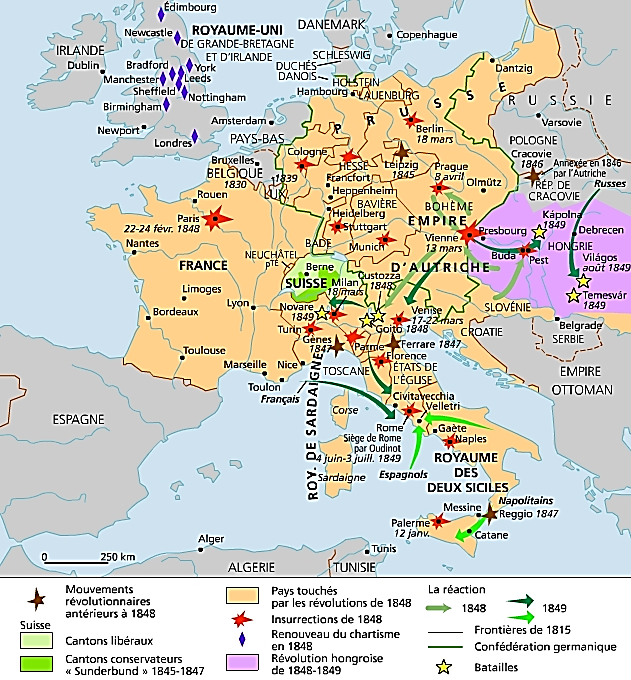 Édimbourg
Newcastle
ROYAUME-UNI
DE GRANDE-BRETAGNE
ET D'IRLANDE
IRLANDE
Dublin
Bradford
York
Manchester
Leeds
Sheffield
Nottingham
Birmingham
Newport
Londres
DANEMARK
Copenhague
SCHLESWIG
DUCHÉS
DANOIS
HOLSTEIN
Hambourg
LAUENBURG
Dantzig
PRUSSE
RUSSIE
Amsterdam
PAYS-BAS
Berlin
18 mars
Varsovie
POLOGNE
Cracovie
1846
Annexée en 1846
par l'Autriche
RÉP. DE
CRACOVIE
Russes
Bruxelles
BELGIQUE
1830
1839
LUX.
Cologne
HESSE
Leipzig
1845
Francfort
Heppenheim
Prague
8 avril
Olmütz
BAVIÈRE
BOHÊME
Heidelberg
Stuttgart
BADE
Munich
EMPIRE
D'AUTRICHE
Vienne
13 mars
Presbourg
Kápolna
1849
Debrecen
HONGRIE
Buda
Pest
Világos
août 1849
Temesvár
1849
Rouen
Paris
22-24 févr. 1848
Nantes
FRANCE
NEUCHÂTEL
pté
Berne
SUISSE
Limoges
Lyon
Bordeaux
Toulouse
Marseille
Nice
Toulon
Français
Milan
18 mars
Custozza
1848
Novare
1849
Turin
Gênes
1847
Goito
1848
Venise
17-22 mars
Parme
Ferrare 1847
Florence
TOSCANE
ÉTATS DE
L'ÉGLISE
SLOVÉNIE
CROATIE
Belgrade
SERBIE
EMPIRE
OTTOMAN
ESPAGNE
Corse
ROY. DE SARDAIGNE
Sardaigne
Civitavecchia
Velletri
Rome
Siège de Rome
par Oudinot
4 juin-3 juill. 1849
Gaète
Naples
Espagnols
ROYAUME
DES
DEUX SICILES
Napolitains
Messine
Reggio 1847
Palerme
12 janv.
Catane
Alger
Tunis
ALGÉRIE
TUNISIE
0 250 km
Mouvements
révolutionnaires
antérieurs à 1848
Suisse
Cantons libéraux
Cantons conservateurs
« Sunderbund » 1845-1847
Pays touchés
par les révolutions de 1848
Insurrections de 1848
Renouveau du chartisme
en 1848
Révolution hongroise
de 1848-1849
La réaction
1848
1849
Frontières de 1815
Confédération germanique
Batailles